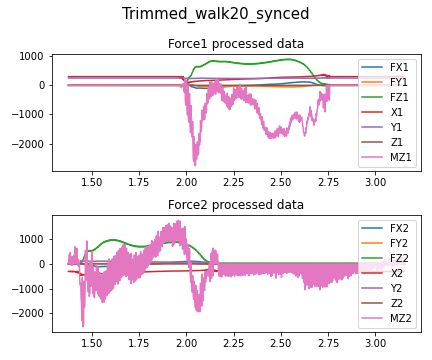 Trimmed_walk20_synced
Force1 processed data
1000
0
−1000
−2000
FX1
FY1
FZ1
X1
Y1
Z1
MZ1
1.50 1.75 2.00 2.25 2.50 2.75 3.00
Force2 processed data
1000
0
−1000
−2000
FX2
FY2
FZ2
X2
Y2
Z2
MZ2
1.50 1.75 2.00 2.25 2.50 2.75 3.00